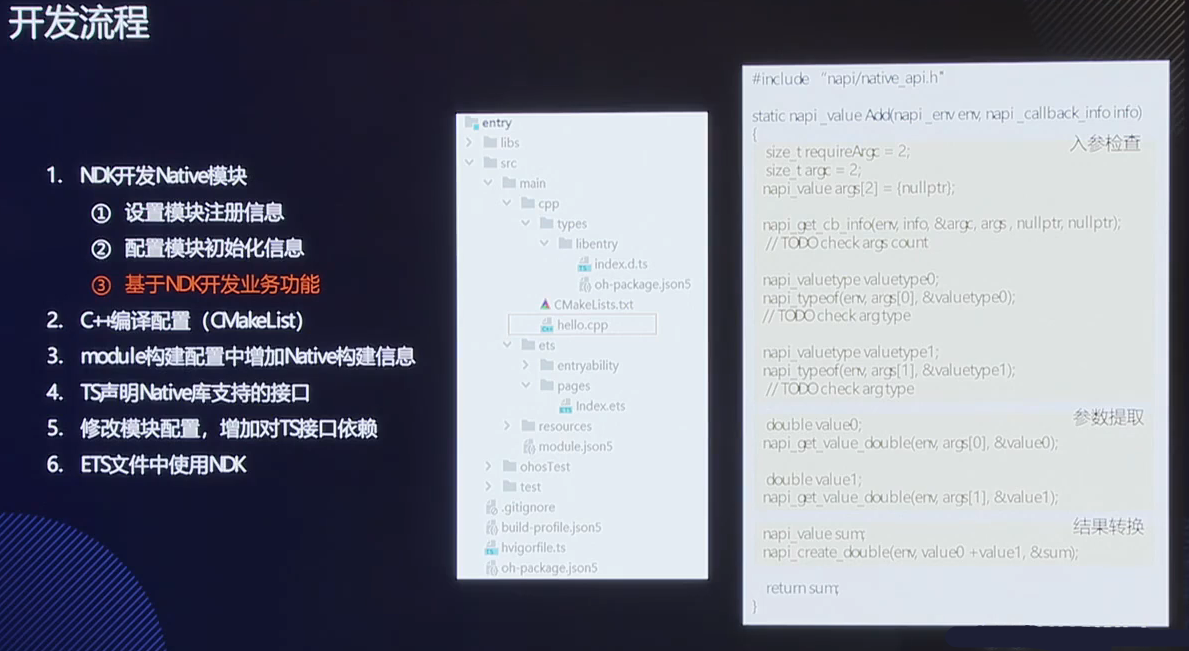 开发流程
1. NDK开发Native模块
① 设置模块注册信息
② 配置模块初始化信息
③ 基于NDK开发业务功能
2. C++编译配置（CMakeList）
3. module构建配置中增加Native构建信息
4. TS声明Native库支持的接口
5. 修改模块配置，增加对TS接口依赖
6. ETS文件中使用NDK
entry
libs
src
main
cpp
types
libentry
index.d.ts
oh-package.json5
CMakeLists.txt
hello.cpp
ets
entryability
pages
Index.ets
resources
module.json5
ohosTest
test
.gitignore
build-profile.json5
hvigorfile.ts
oh-package.json5
#include “napi/native_api.h"
static napi_value Add(napi_env env, napi_callback_info info)
{
入参检查
size_t requireArgc = 2;
size_t argc = 2;
napi_value args[2] = {nullptr};
napi_get_cb_info(env, info, &argc, args , nullptr, nullptr);
// TODO check args count
napi_valuetype valuetype0;
napi_typeof(env, args[0], &valuetype0);
// TODO check arg type
napi_valuetype valuetype1;
napi_typeof(env, args[1], &valuetype1);
// TODO check arg type
参数提取
double value0;
napi_get_value_double(env, args[0], &value0);
double value1;
napi_get_value_double(env, args[1], &value1);
结果转换
napi_value sum;
napi_create_double(env, value0 +value1, &sum);
return sum;
}